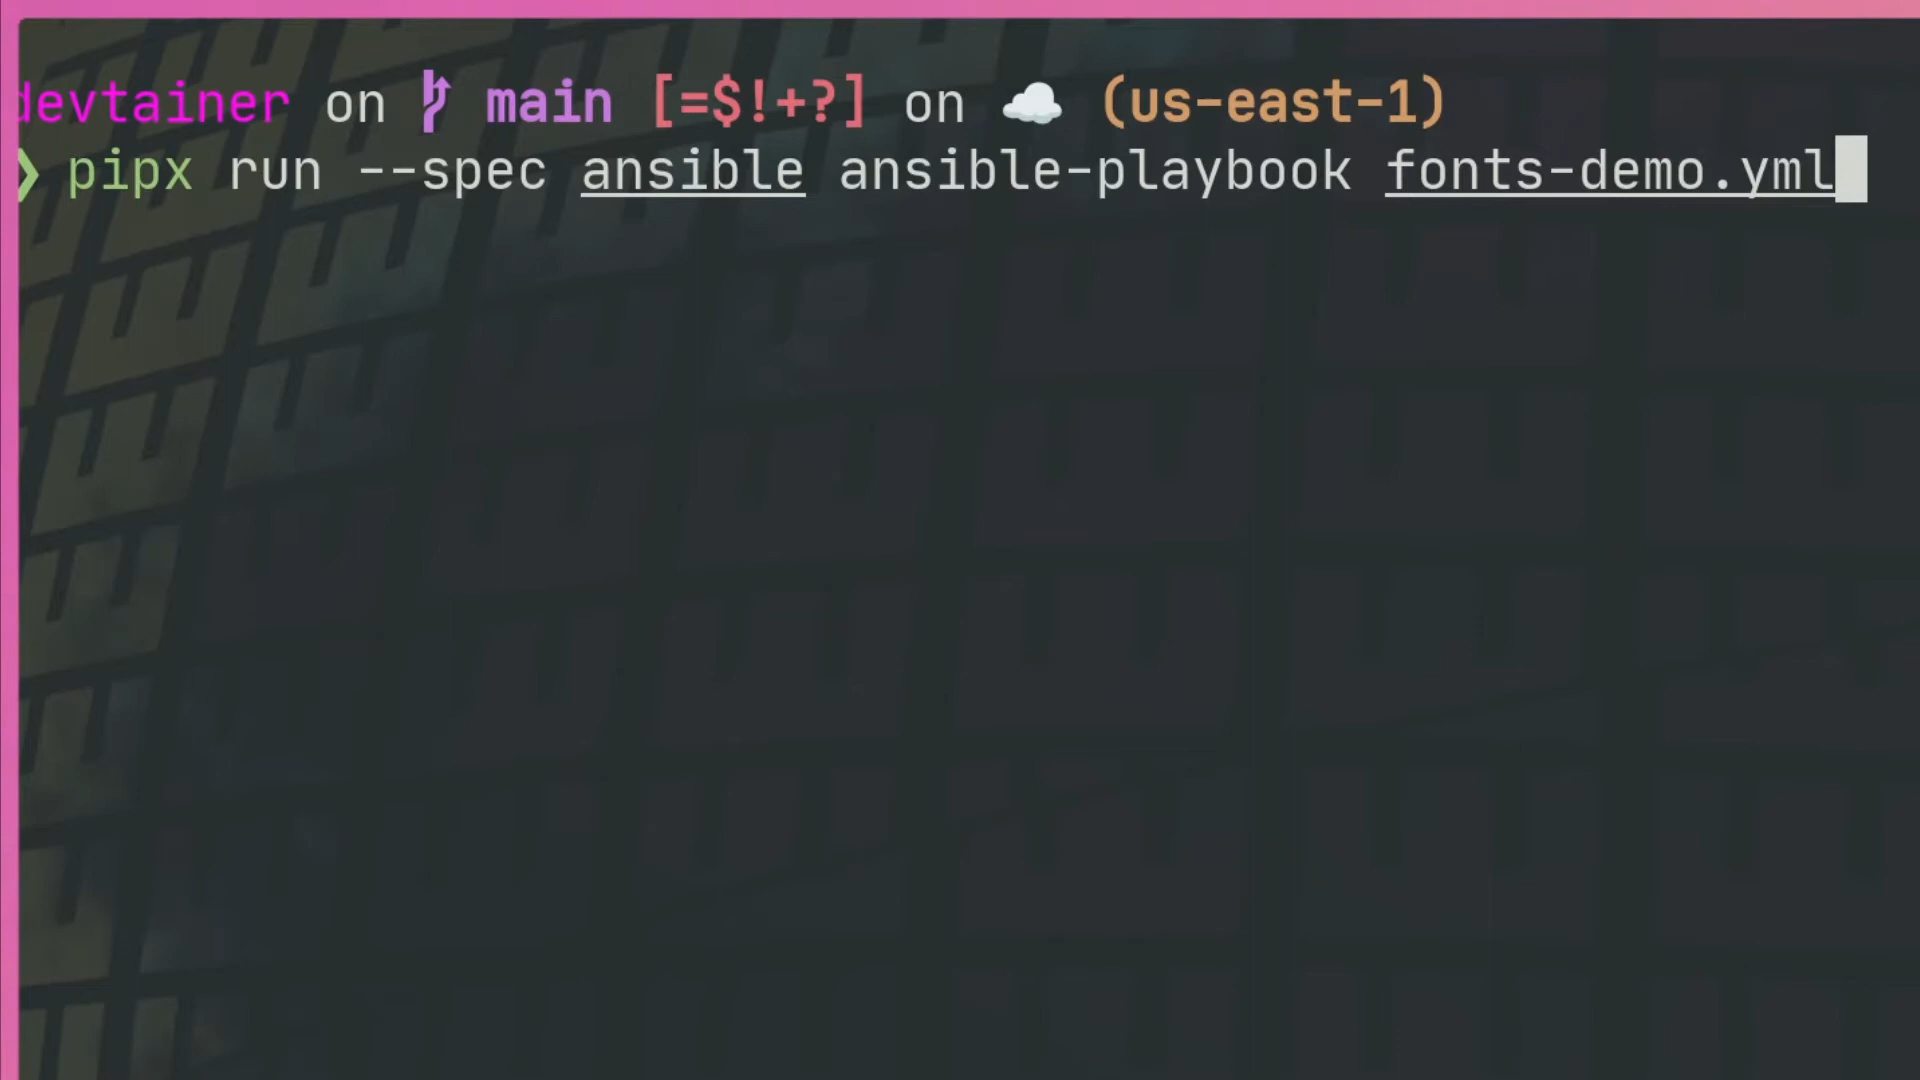 devtainer on main [=$!+?] on ☁️ (us-east-1)
❯ pipx run --spec ansible ansible-playbook fonts-demo.yml